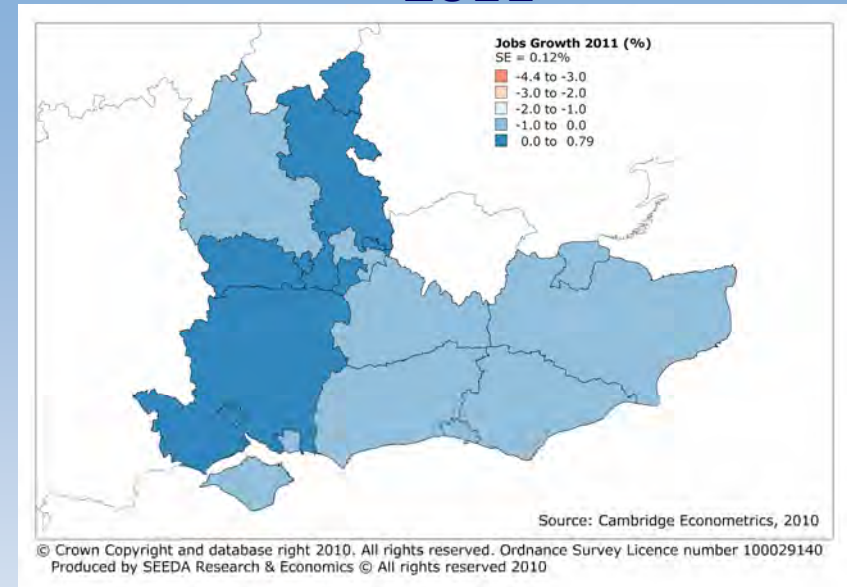 Jobs Growth 2011 (%)
SE = 0.12%
-4.4 to -3.0
-3.0 to -2.0
-2.0 to -1.0
-1.0 to 0.0
0.0 to 0.79
Source: Cambridge Econometrics, 2010
© Crown Copyright and database right 2010. All rights reserved. Ordnance Survey Licence number 100029140
Produced by SEEDA Research & Economics © All rights reserved 2010